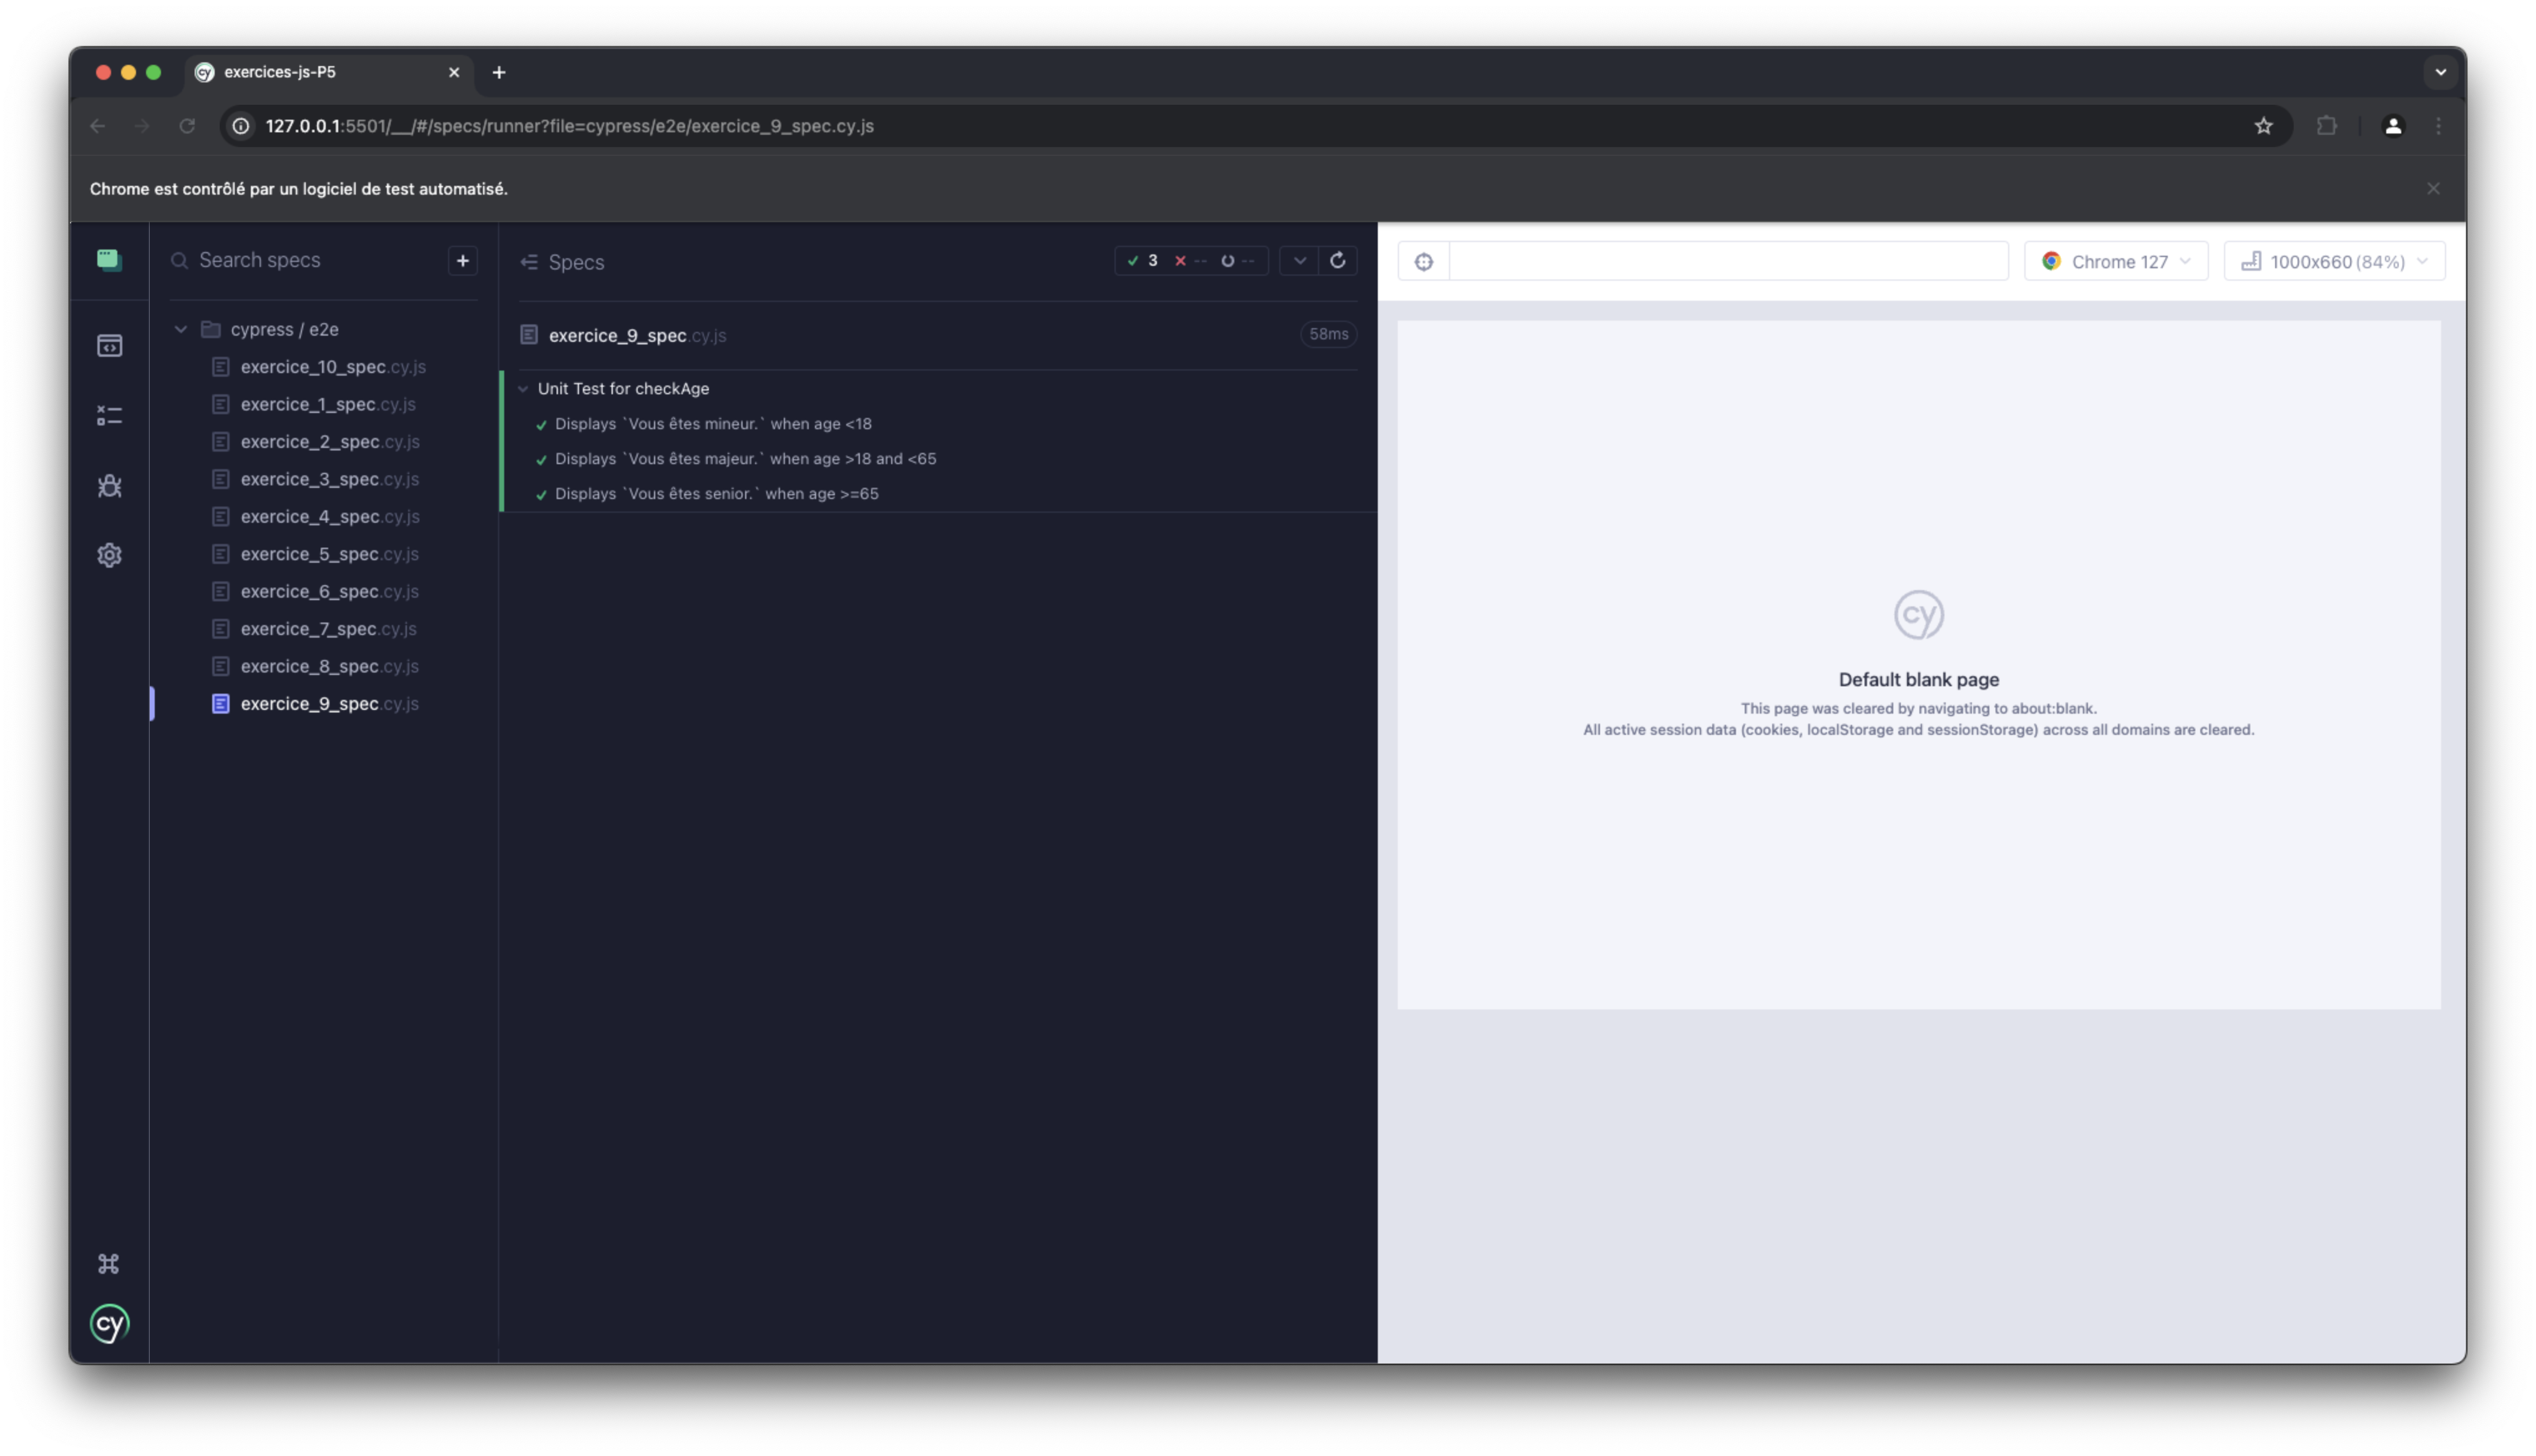 exercices-js-P5
127.0.0.1:5501/__/#/specs/runner?file=cypress/e2e/exercice_9_spec.cy.js
Chrome est contrôlé par un logiciel de test automatisé.
Search specs
cypress / e2e
exercice_10_spec.cy.js
exercice_1_spec.cy.js
exercice_2_spec.cy.js
exercice_3_spec.cy.js
exercice_4_spec.cy.js
exercice_5_spec.cy.js
exercice_6_spec.cy.js
exercice_7_spec.cy.js
exercice_8_spec.cy.js
exercice_9_spec.cy.js
cy
Specs
3 -- --
exercice_9_spec.cy.js 58ms
Unit Test for checkAge
Displays `Vous êtes mineur.` when age <18
Displays `Vous êtes majeur.` when age >18 and <65
Displays `Vous êtes senior.` when age >=65
Chrome 127
1000x660 (84%)
cy
Default blank page
This page was cleared by navigating to about:blank.
All active session data (cookies, localStorage and sessionStorage) across all domains are cleared.